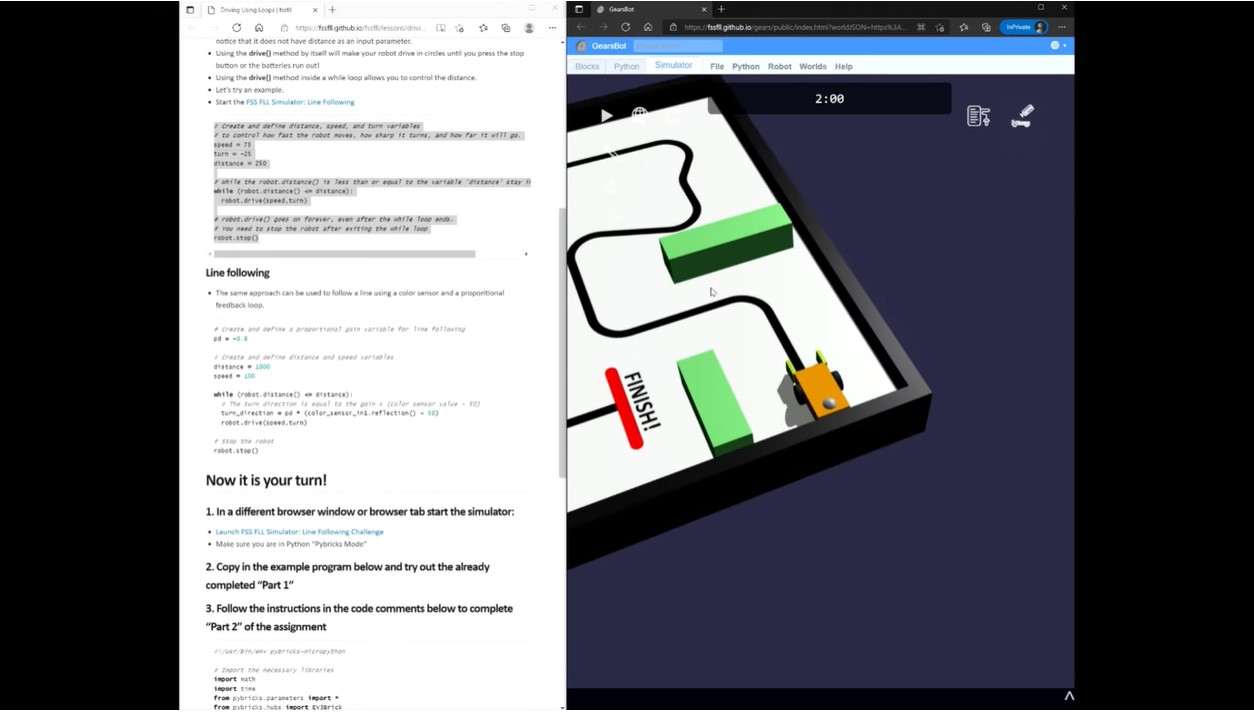 Driving Using Loops | fssfll
https://fssfll.github.io/fssfll/lessons/drivi...
notice that it does not have distance as an input parameter.
Using the drive() method by itself will make your robot drive in circles until you press the stop
button or the batteries run out!
Using the drive() method inside a while loop allows you to control the distance.
Let's try an example.
Start the FSS FLL Simulator: Line Following
# Create and define distance, speed, and turn variables
# to control how fast the robot moves, how sharp it turns, and how far it will go.
speed = 75
turn = -25
distance = 250
# While the robot.distance() is less than or equal to the variable 'distance' stay i
while (robot.distance() <= distance):
robot.drive(speed,turn)
# robot.drive() goes on forever, even after the while loop ends.
# You need to stop the robot after exiting the while loop
robot.stop()
Line following
The same approach can be used to follow a line using a color sensor and a proporitional
feedback loop.
# Create and define a proportional gain variable for line following
pd = -0.8
# Create and define distance and speed variables
distance = 1000
speed = 100
while (robot.distance() <= distance):
# The turn direction is equal to the gain x (color sensor value - 50)
turn_direction = pd * (color_sensor_in1.reflection() - 50)
robot.drive(speed,turn)
# Stop the robot
robot.stop()
Now it is your turn!
1. In a different browser window or browser tab start the simulator:
Launch FSS FLL Simulator: Line Following Challenge
Make sure you are in Python "Pybricks Mode"
2. Copy in the example program below and try out the already
completed "Part 1"
3. Follow the instructions in the code comments below to complete
"Part 2" of the assignment
#!/usr/bin/env pybricks-micropython
# Import the necessary libraries
import math
import time
from pybricks.parameters import *
from pybricks.hubs import EV3Brick
GearsBot
https://fssfll.github.io/gears/public/index.html?worldJSON=https%3A...
InPrivate
GearsBot
Blocks Python Simulator File Python Robot Worlds Help
2:00
FINISH!